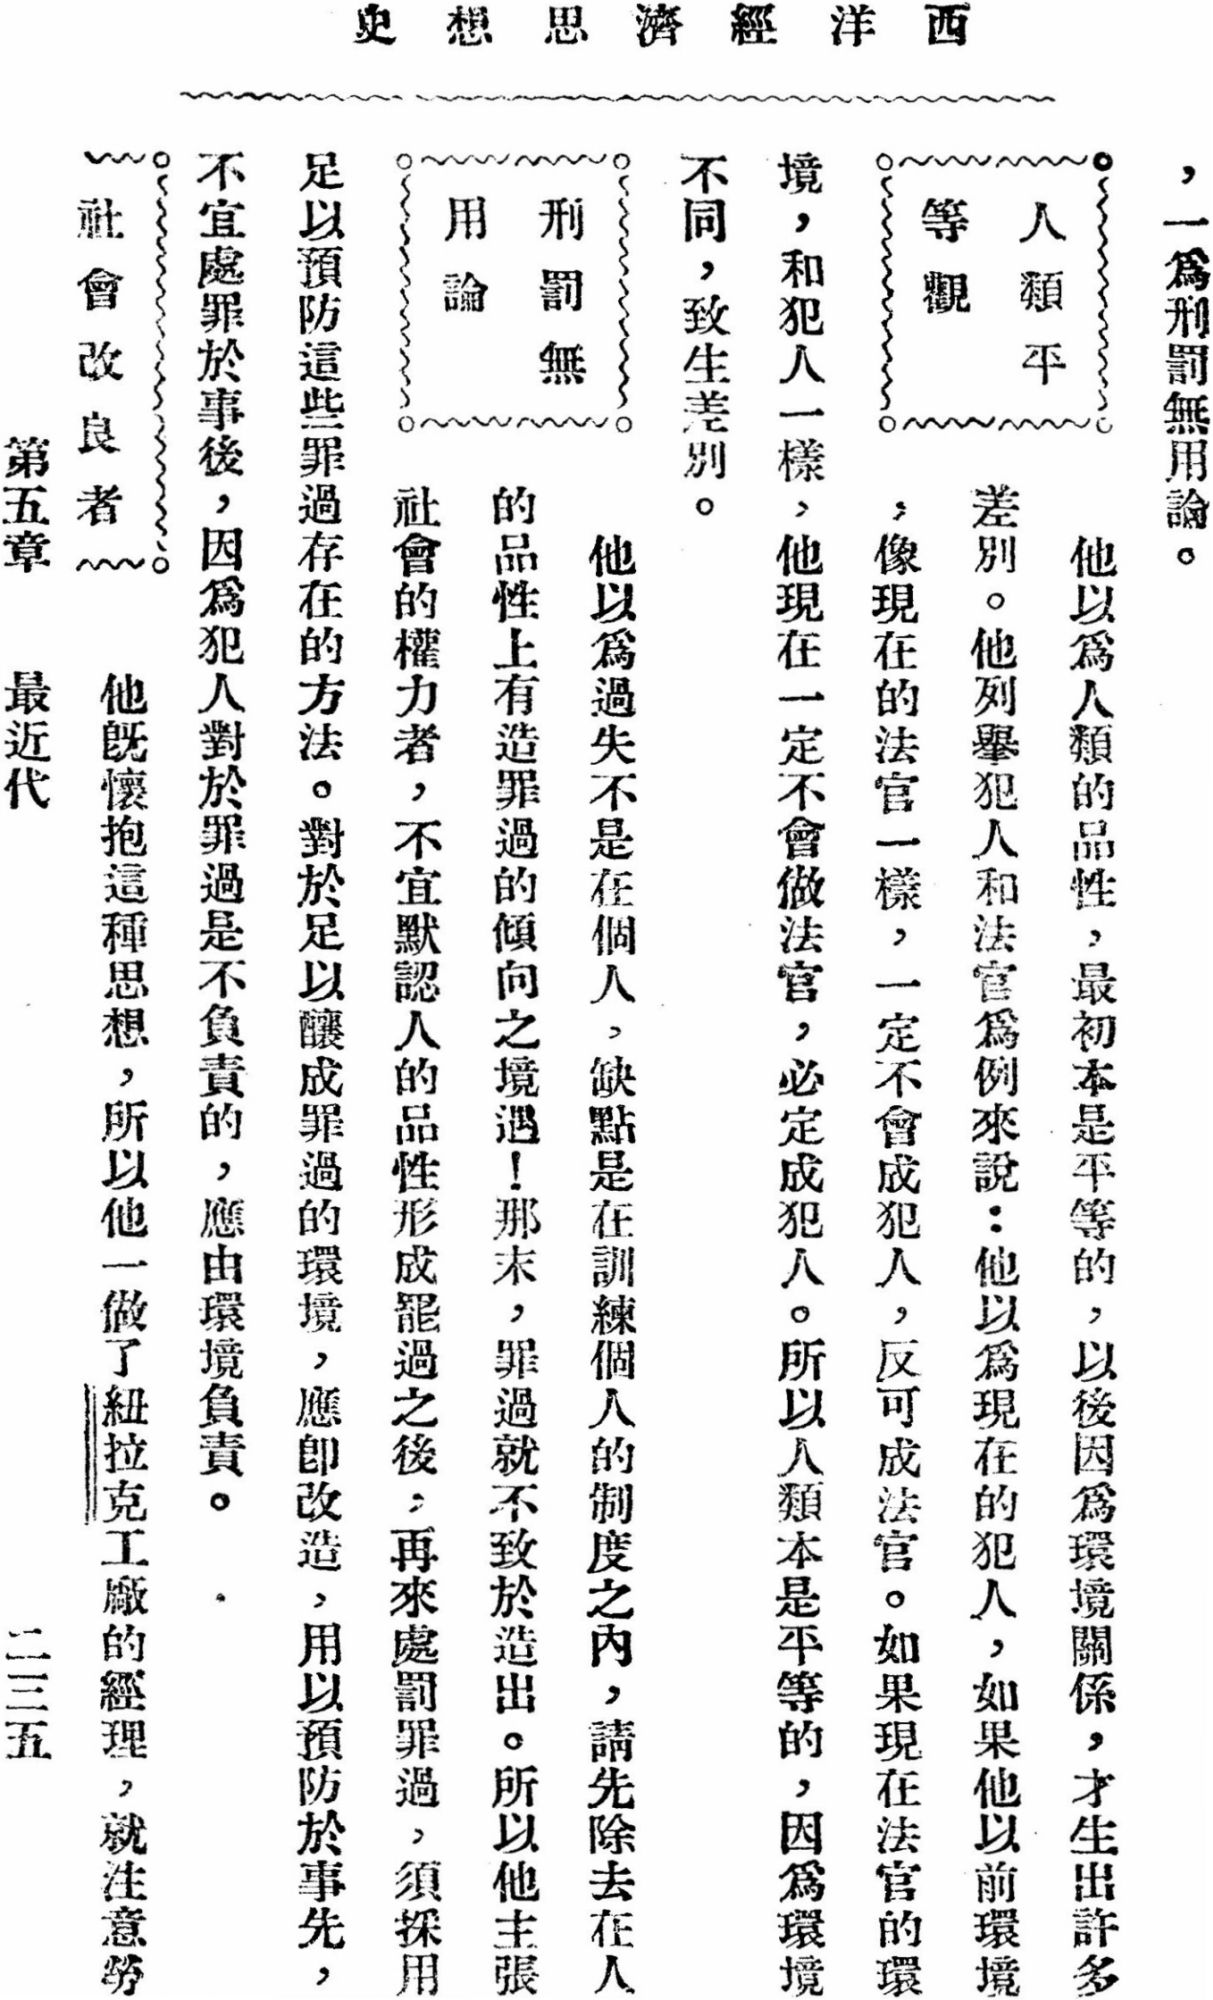 西洋經濟思想史
，一爲刑罰無用論。
人類平
等觀
他以爲人類的品性，最初本是平等的，以後因爲環境關係，才生出許多
差別。他列舉犯人和法官爲例來說：他以爲現在的犯人，如果他以前環境
，像現在的法官一樣，一定不會成犯人，反可成法官。如果現在法官的環
境，和犯人一樣，他現在一定不會做法官，必定成犯人。所以人類本是平等的，因爲環境
不同，致生差別。
刑罰無
用論
他以爲過失不是在個人，缺點是在訓練個人的制度之內，請先除去在人
的品性上有造罪過的傾向之境遇！那末，罪過就不致於造出。所以他主張
社會的權力者，不宜默認人的品性形成罷過之後，再來處罰罪過，須採用
足以預防這些罪過存在的方法。對於足以釀成罪過的環境，應卽改造，用以預防於事先，
不宜處罪於事後，因爲犯人對於罪過是不負責的，應由環境負責。
社會改良者
他旣懷抱這種思想，所以他一做了紐拉克工廠的經理，就注意勞
第五章　最近代　二三五